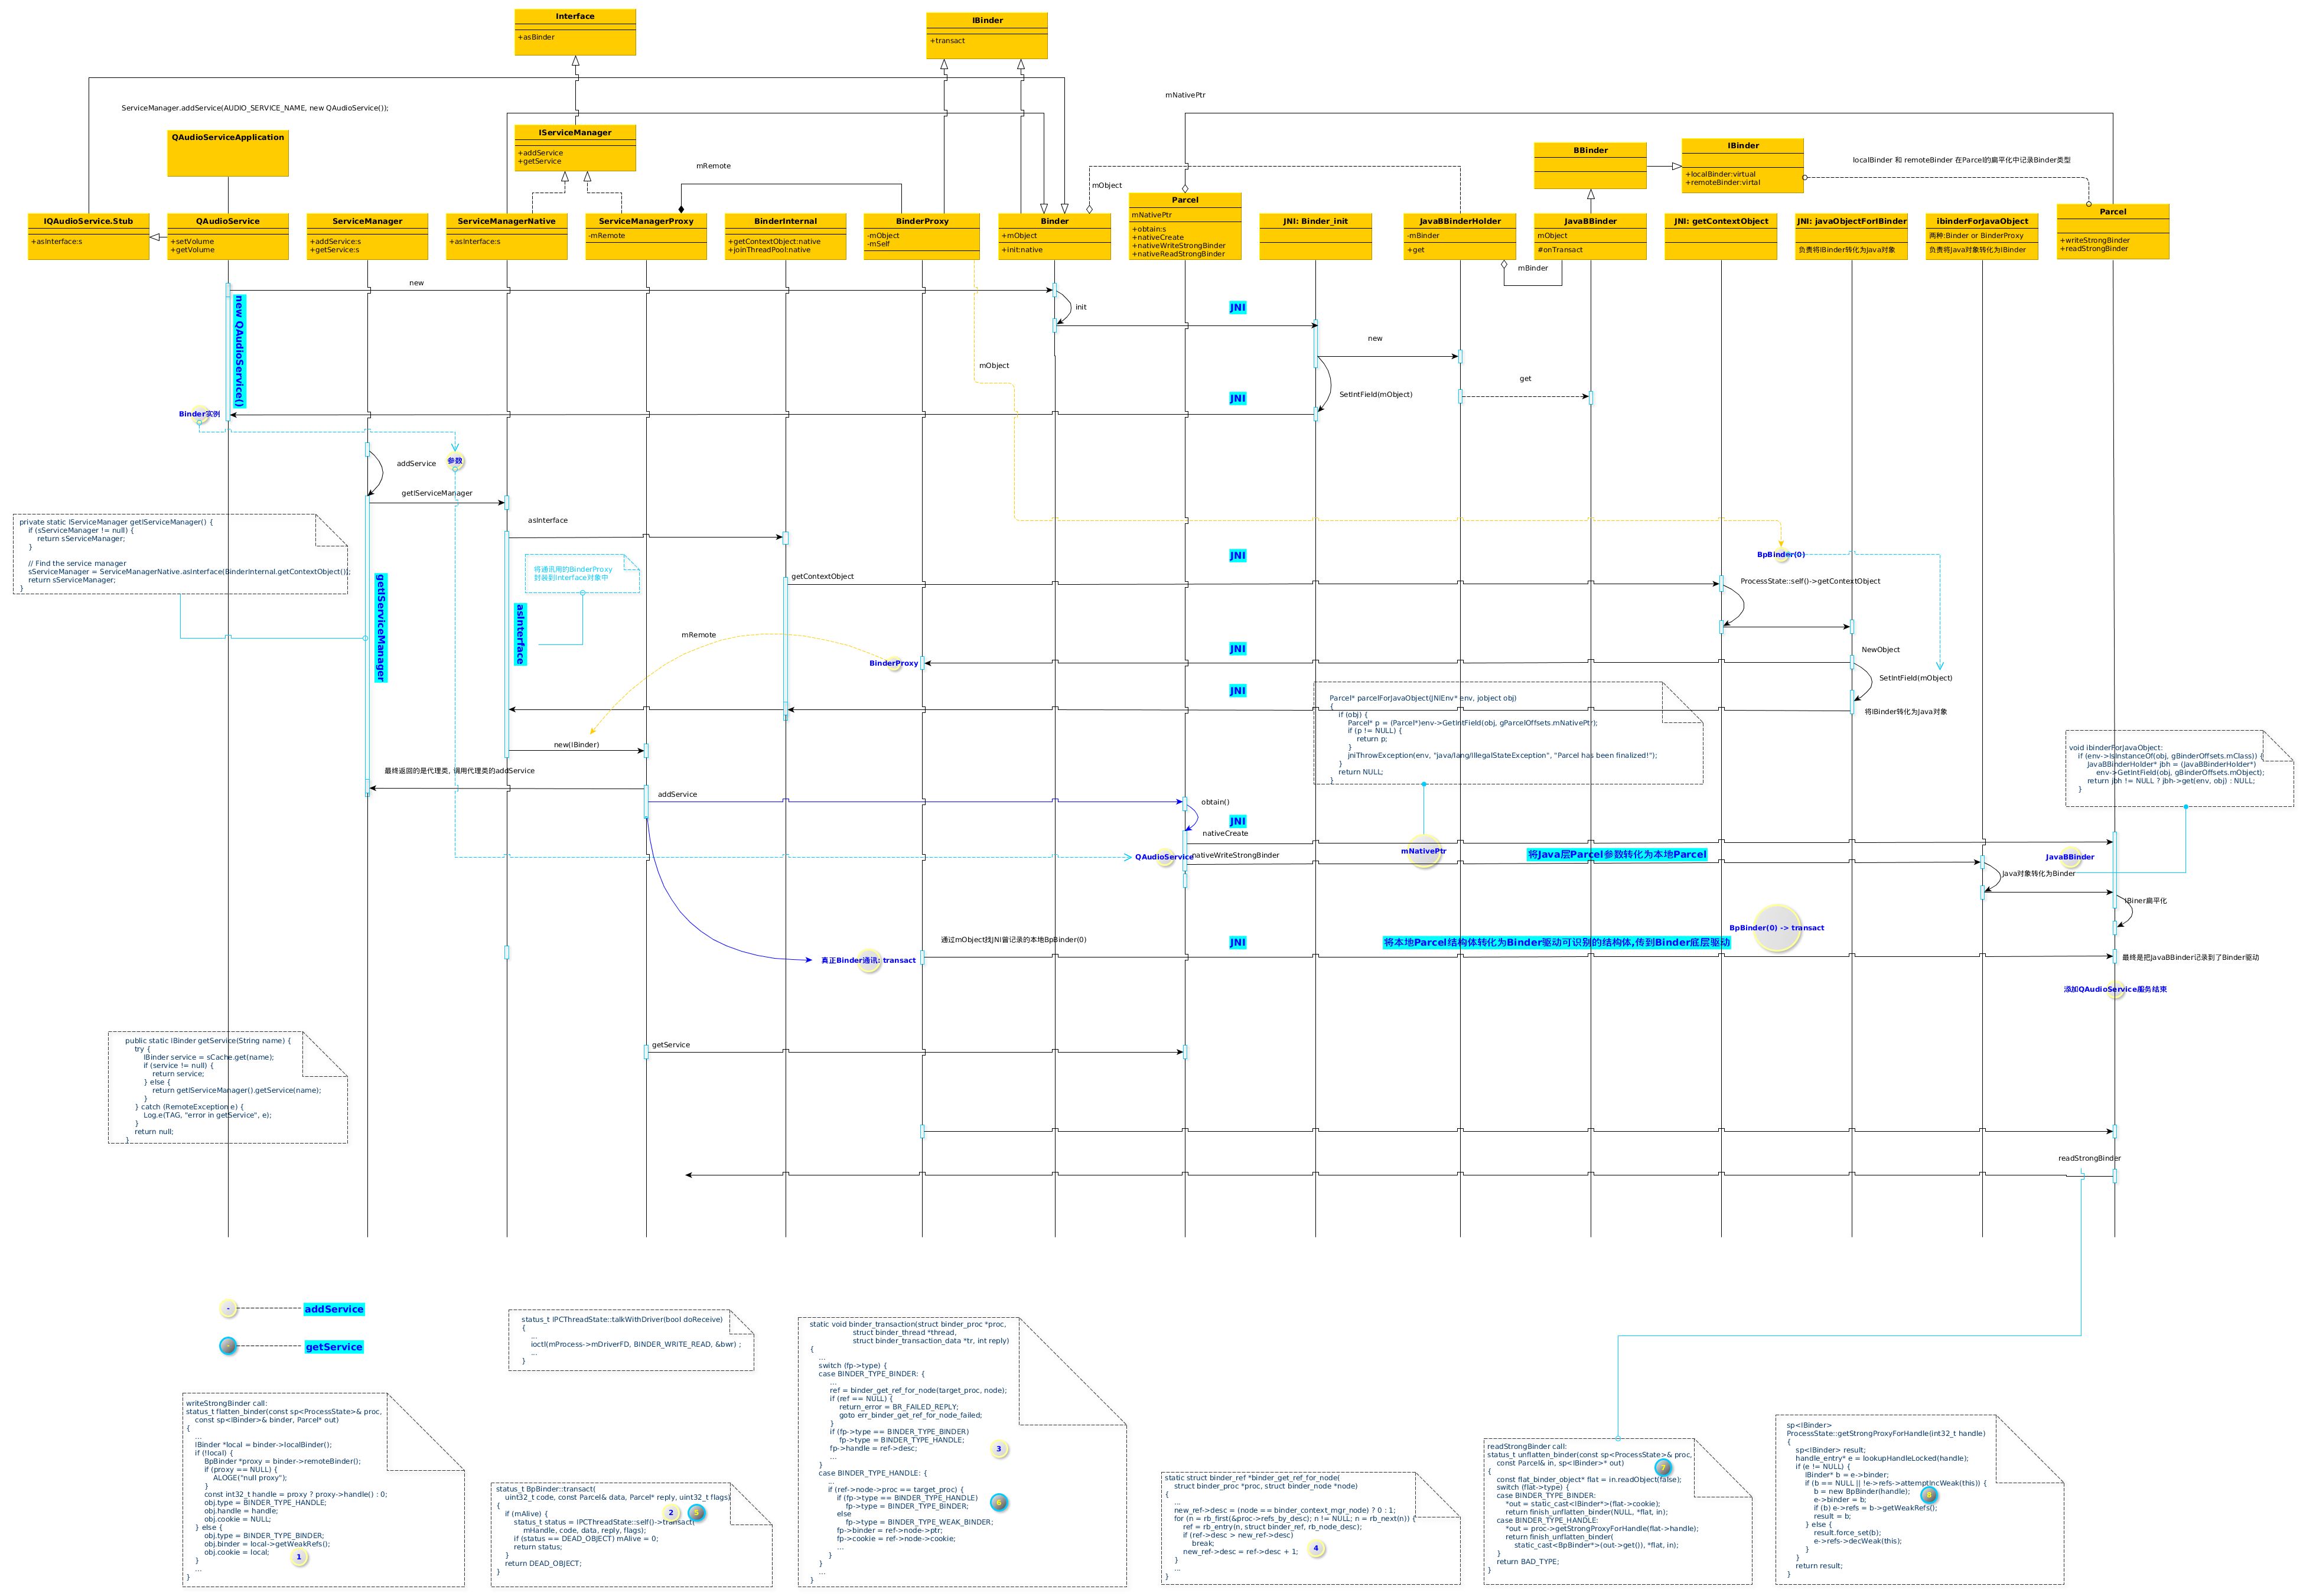 Interface
+asBinder
IBinder
+transact
ServiceManager.addService(AUDIO_SERVICE_NAME, new QAudioService());
mNativePtr
QAudioServiceApplication
IServiceManager
+addService
+getService
mRemote
mObject
BBinder
IBinder
+localBinder:virtual
+remoteBinder:virtal
localBinder 和 remoteBinder 在Parcel的扁平化中记录Binder类型
IQAudioService.Stub
+asInterface:s
QAudioService
+setVolume
+getVolume
ServiceManager
+addService:s
+getService:s
ServiceManagerNative
+asInterface:s
ServiceManagerProxy
-mRemote
BinderInternal
+getContextObject:native
+joinThreadPool:native
BinderProxy
-mObject
-mSelf
Binder
+mObject
+init:native
Parcel
mNativePtr
+obtain:s
+nativeCreate
+nativeWriteStrongBinder
+nativeReadStrongBinder
JNI: Binder_init
JavaBBinderHolder
-mBinder
+get
JavaBBinder
mObject
#onTransact
JNI: getContextObject
JNI: javaObjectForIBinder
负责将IBinder转化为Java对象
ibinderForJavaObject
两种:Binder or BinderProxy
负责将Java对象转化为IBinder
Parcel
+writeStrongBinder
+readStrongBinder
mBinder
new
init
JNI
new QAudioService()
new
mObject
get
SetIntField(mObject)
JNI
Binder实例
参数
addService
getIServiceManager
private static IServiceManager getIServiceManager() {
if (sServiceManager != null) {
return sServiceManager;
}
// Find the service manager
sServiceManager = ServiceManagerNative.asInterface(BinderInternal.getContextObject());
return sServiceManager;
}
asInterface
将通讯用的BinderProxy
封装到Interface对象中
JNI
BpBinder(0)
getContextObject
ProcessState::self()->getContextObject
getIServiceManager
asInterface
mRemote
JNI
NewObject
BinderProxy
SetIntField(mObject)
JNI
将IBinder转化为Java对象
Parcel* parcelForJavaObject(JNIEnv* env, jobject obj)
{
if (obj) {
Parcel* p = (Parcel*)env->GetIntField(obj, gParcelOffsets.mNativePtr);
if (p != NULL) {
return p;
}
jniThrowException(env, "java/lang/IllegalStateException", "Parcel has been finalized!");
}
return NULL;
}
new(IBinder)
void ibinderForJavaObject:
if (env->IsInstanceOf(obj, gBinderOffsets.mClass)) {
JavaBBinderHolder* jbh = (JavaBBinderHolder*)
env->GetIntField(obj, gBinderOffsets.mObject);
return jbh != NULL ? jbh->get(env, obj) : NULL;
}
最终返回的是代理类, 调用代理类的addService
addService
obtain()
JNI
nativeCreate
QAudioService
nativeWriteStrongBinder
mNativePtr
将Java层Parcel参数转化为本地Parcel
JavaBBinder
Java对象转化为Binder
IBiner扁平化
BpBinder(0) -> transact
通过mObject找JNI曾记录的本地BpBinder(0)
JNI
将本地Parcel结构体转化为Binder驱动可识别的结构体,传到Binder底层驱动
真正Binder通讯: transact
最终是把JavaBBinder记录到了Binder驱动
添加QAudioService服务结束
public static IBinder getService(String name) {
try {
IBinder service = sCache.get(name);
if (service != null) {
return service;
} else {
return getIServiceManager().getService(name);
}
} catch (RemoteException e) {
Log.e(TAG, "error in getService", e);
}
return null;
}
getService
readStrongBinder
-
addService
-
getService
status_t IPCThreadState::talkWithDriver(bool doReceive)
{
...
ioctl(mProcess->mDriverFD, BINDER_WRITE_READ, &bwr) ;
...
}
writeStrongBinder call:
status_t flatten_binder(const sp<ProcessState>& proc,
const sp<IBinder>& binder, Parcel* out)
{
...
IBinder *local = binder->localBinder();
if (!local) {
BpBinder *proxy = binder->remoteBinder();
if (proxy == NULL) {
ALOGE("null proxy");
}
const int32_t handle = proxy ? proxy->handle() : 0;
obj.type = BINDER_TYPE_HANDLE;
obj.handle = handle;
obj.cookie = NULL;
} else {
obj.type = BINDER_TYPE_BINDER;
obj.binder = local->getWeakRefs();
obj.cookie = local;
}
...
}
1
status_t BpBinder::transact(
uint32_t code, const Parcel& data, Parcel* reply, uint32_t flags)
{
if (mAlive) {
status_t status = IPCThreadState::self()->transact(
mHandle, code, data, reply, flags);
if (status == DEAD_OBJECT) mAlive = 0;
return status;
}
return DEAD_OBJECT;
}
2
5
static void binder_transaction(struct binder_proc *proc,
struct binder_thread *thread,
struct binder_transaction_data *tr, int reply)
{
...
switch (fp->type) {
case BINDER_TYPE_BINDER: {
...
ref = binder_get_ref_for_node(target_proc, node);
if (ref == NULL) {
return_error = BR_FAILED_REPLY;
goto err_binder_get_ref_for_node_failed;
}
if (fp->type == BINDER_TYPE_BINDER)
fp->type = BINDER_TYPE_HANDLE;
fp->handle = ref->desc;
...
}
case BINDER_TYPE_HANDLE: {
...
if (ref->node->proc == target_proc) {
if (fp->type == BINDER_TYPE_HANDLE)
fp->type = BINDER_TYPE_BINDER;
else
fp->type = BINDER_TYPE_WEAK_BINDER;
fp->binder = ref->node->ptr;
fp->cookie = ref->node->cookie;
...
}
}
...
}
3
6
static struct binder_ref *binder_get_ref_for_node(
struct binder_proc *proc, struct binder_node *node)
{
...
new_ref->desc = (node == binder_context_mgr_node) ? 0 : 1;
for (n = rb_first(&proc->refs_by_desc); n != NULL; n = rb_next(n)) {
ref = rb_entry(n, struct binder_ref, rb_node_desc);
if (ref->desc > new_ref->desc)
break;
new_ref->desc = ref->desc + 1;
}
...
}
4
readStrongBinder call:
status_t unflatten_binder(const sp<ProcessState>& proc,
const Parcel& in, sp<IBinder>* out)
{
const flat_binder_object* flat = in.readObject(false);
switch (flat->type) {
case BINDER_TYPE_BINDER:
*out = static_cast<IBinder*>(flat->cookie);
return finish_unflatten_binder(NULL, *flat, in);
case BINDER_TYPE_HANDLE:
*out = proc->getStrongProxyForHandle(flat->handle);
return finish_unflatten_binder(
static_cast<BpBinder*>(out->get()), *flat, in);
}
return BAD_TYPE;
}
7
sp<IBinder>
ProcessState::getStrongProxyForHandle(int32_t handle)
{
sp<IBinder> result;
handle_entry* e = lookupHandleLocked(handle);
if (e != NULL) {
IBinder* b = e->binder;
if (b == NULL || !e->refs->attemptIncWeak(this)) {
b = new BpBinder(handle);
e->binder = b;
if (b) e->refs = b->getWeakRefs();
result = b;
} else {
result.force_set(b);
e->refs->decWeak(this);
}
}
return result;
}
8